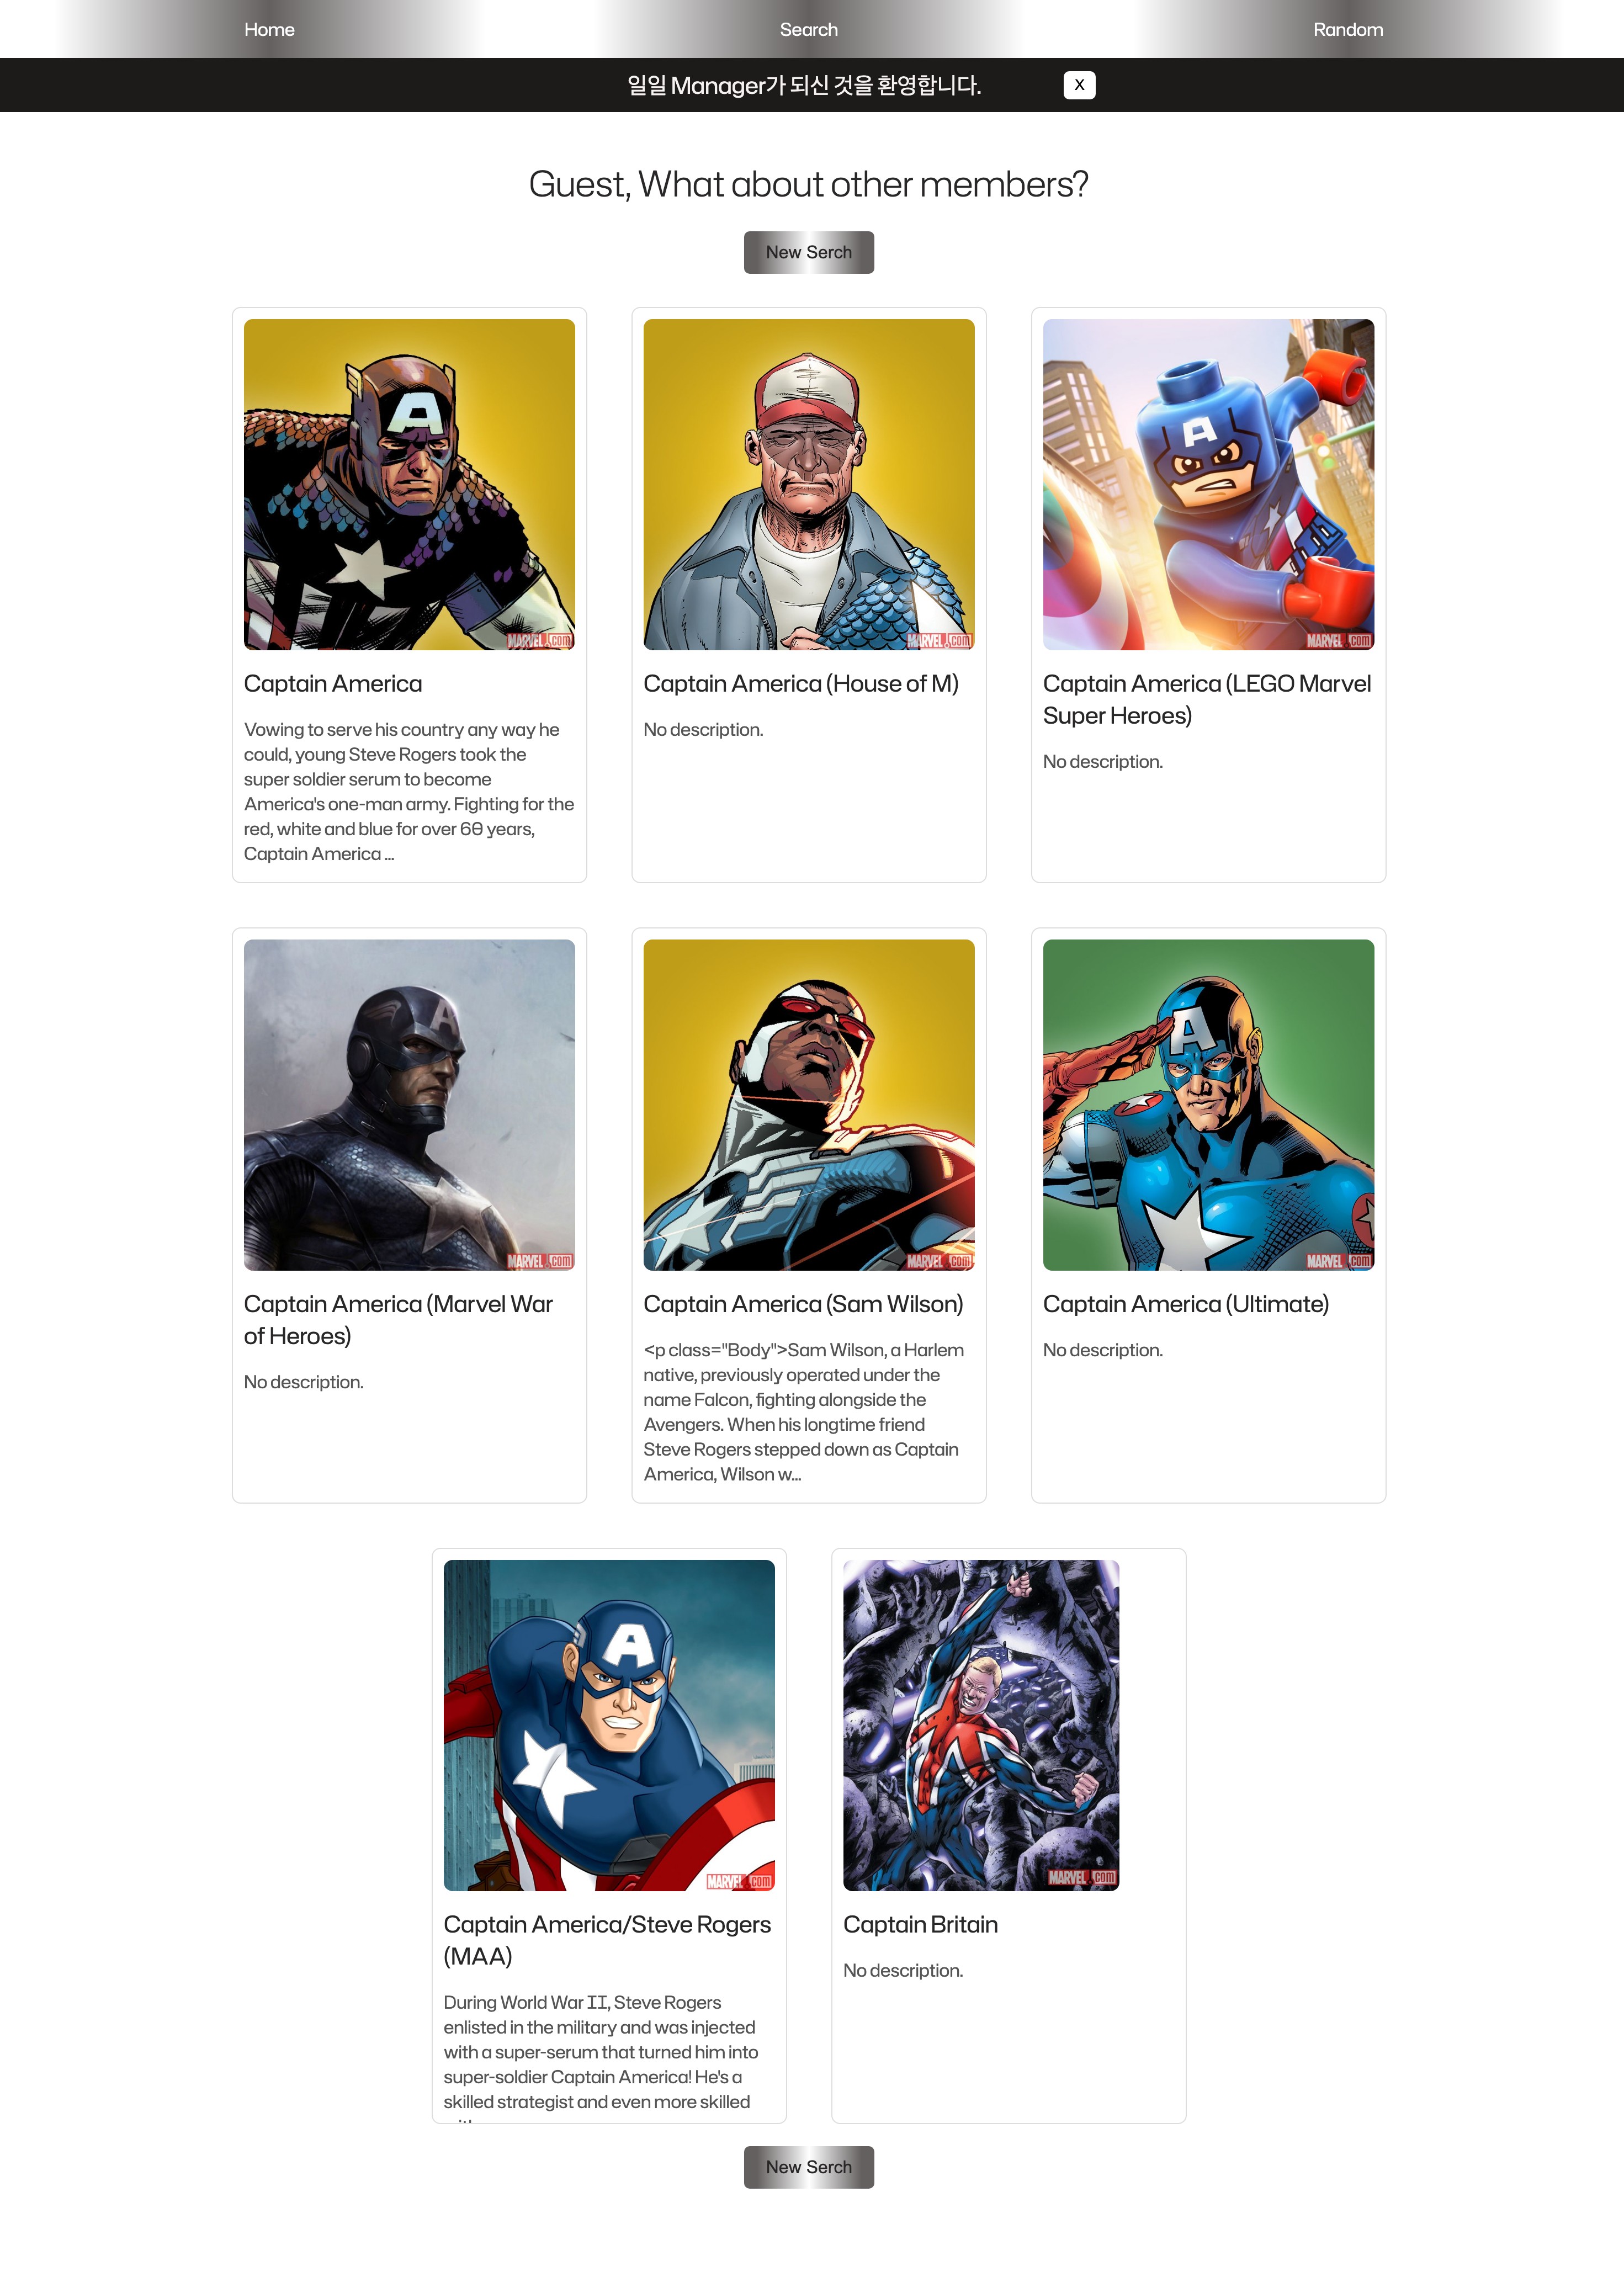 Home
Search
Random
일일 Manager가 되신 것을 환영합니다.
X
Guest, What about other members?
New Serch
A
MARVEL.com
MARVEL.com
A
MARVEL.com
Captain America
Captain America (House of M)
Captain America (LEGO Marvel
Super Heroes)
Vowing to serve his country any way he
could, young Steve Rogers took the
super soldier serum to become
America's one-man army. Fighting for the
red, white and blue for over 60 years,
Captain America ...
No description.
No description.
A
MARVEL.com
MARVEL.com
A
MARVEL.com
Captain America (Marvel War
of Heroes)
No description.
Captain America (Sam Wilson)
<p class="Body">Sam Wilson, a Harlem
native, previously operated under the
name Falcon, fighting alongside the
Avengers. When his longtime friend
Steve Rogers stepped down as Captain
America, Wilson w...
Captain America (Ultimate)
No description.
A
MARVEL.com
MARVEL.com
Captain America/Steve Rogers
(MAA)
During World War II, Steve Rogers
enlisted in the military and was injected
with a super-serum that turned him into
super-soldier Captain America! He's a
skilled strategist and even more skilled
Captain Britain
No description.
New Serch